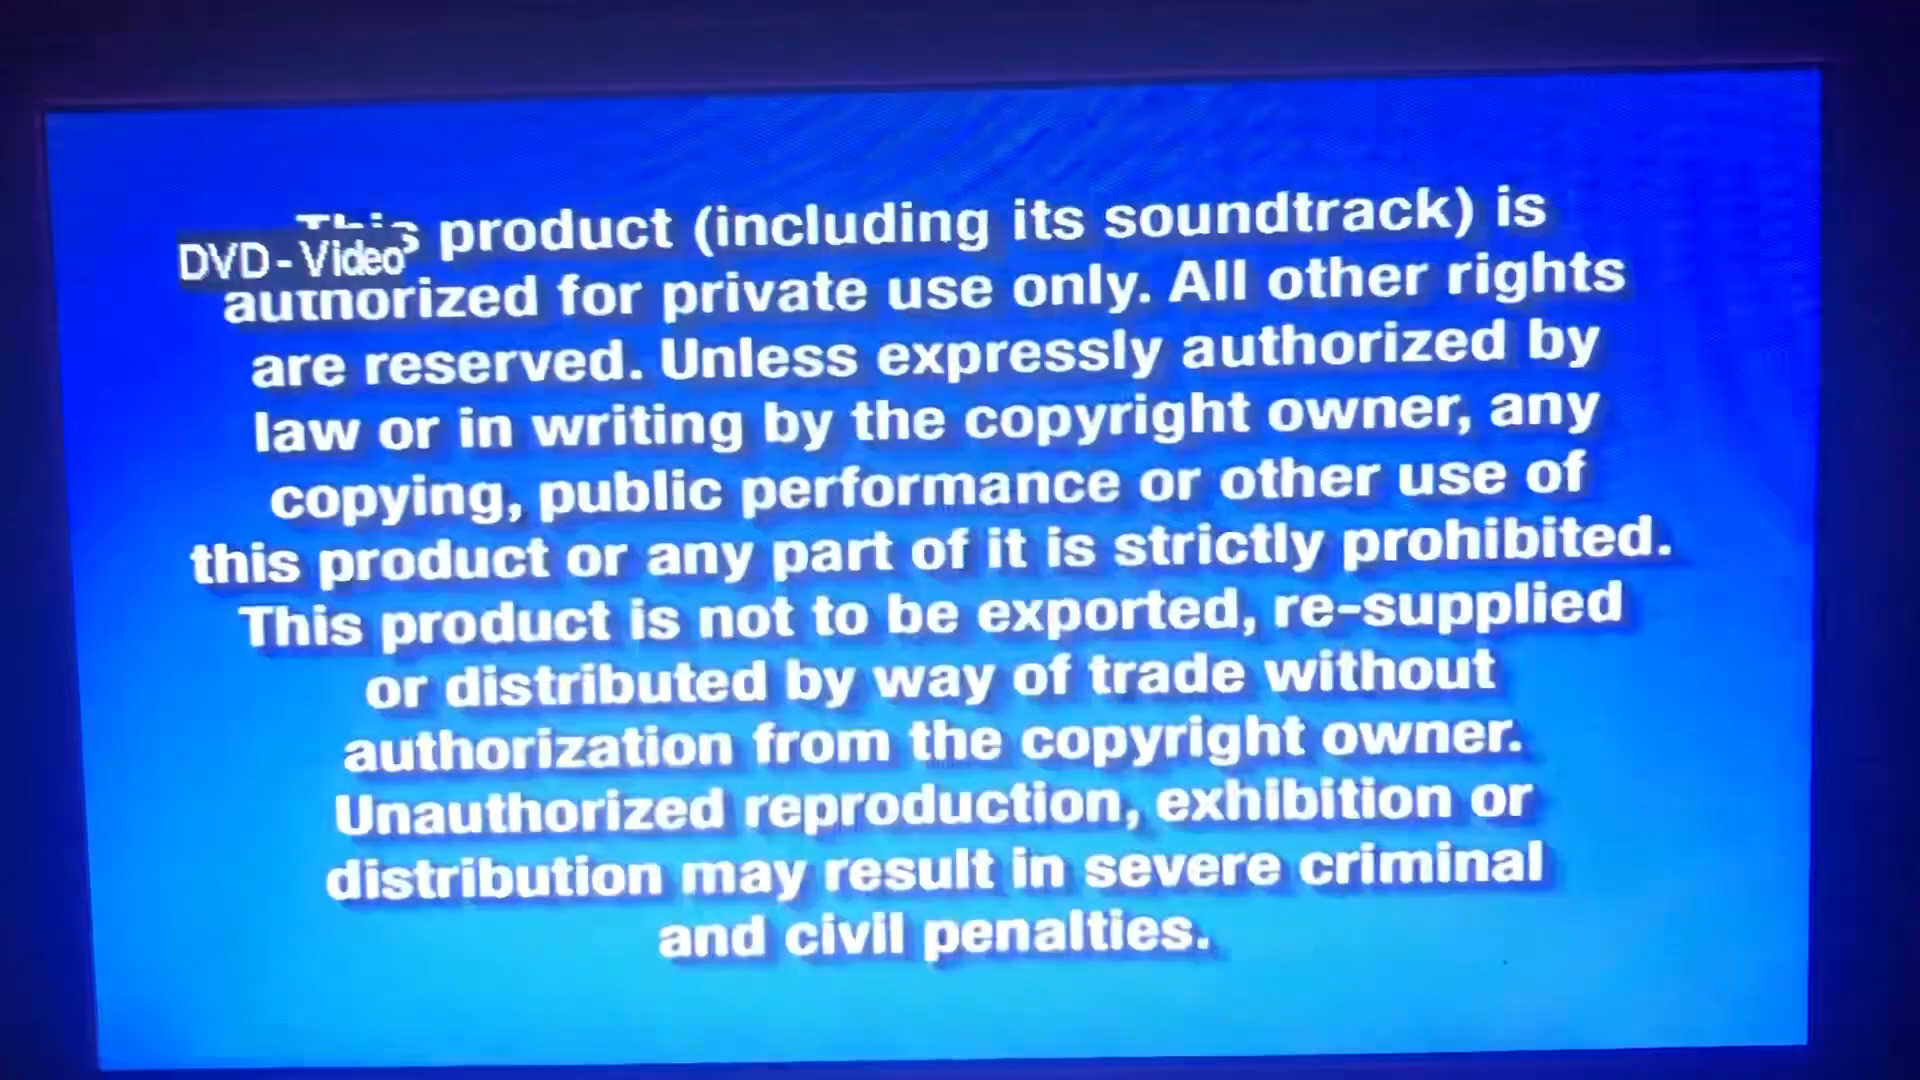 This product (including its soundtrack) is
DVD-Video
authorized for private use only. All other rights
are reserved. Unless expressly authorized by
law or in writing by the copyright owner, any
copying, public performance or other use of
this product or any part of it is strictly prohibited.
This product is not to be exported, re-supplied
or distributed by way of trade without
authorization from the copyright owner.
Unauthorized reproduction, exhibition or
distribution may result in severe criminal
and civil penalties.